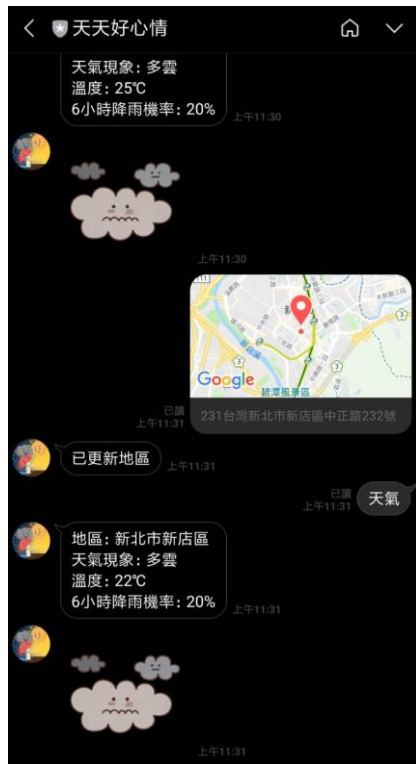 天天好心情
天氣現象: 多雲
溫度: 25℃
6小時降雨機率: 20%
上午11:30
上午11:30
Google
碧潭風景區
新店溪
3
3
3
已讀
上午11:31
231台灣新北市新店區中正路232號
已更新地區
上午11:31
已讀
上午11:31
天氣
地區: 新北市新店區
天氣現象: 多雲
溫度: 22℃
6小時降雨機率: 20%
上午11:31
上午11:31